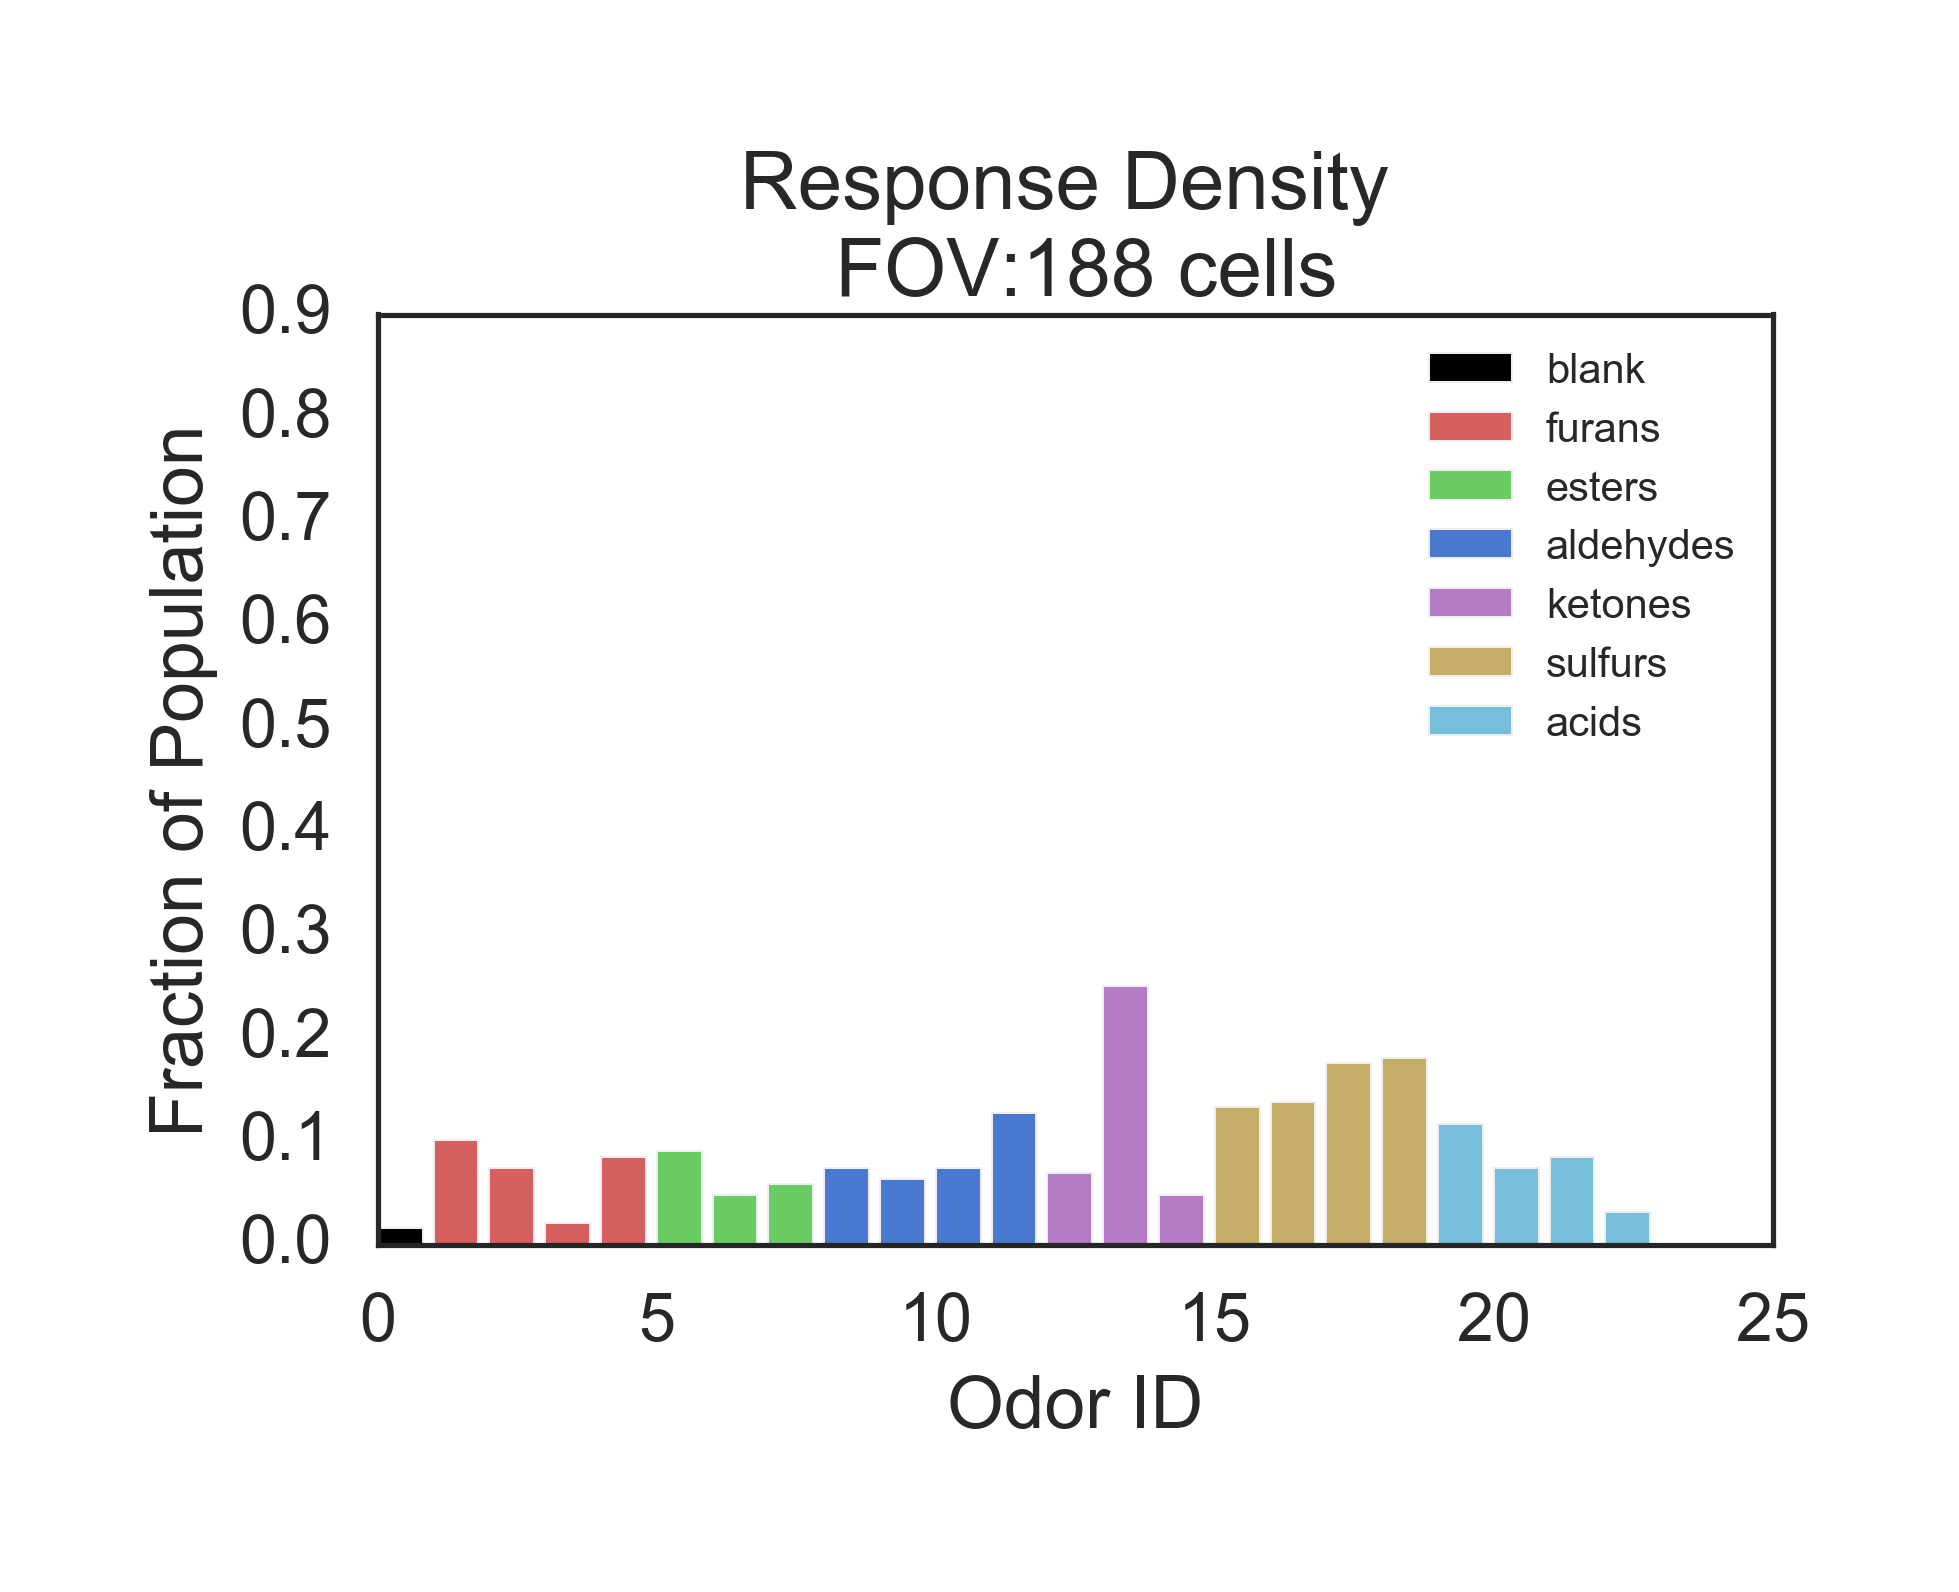 Response Density
FOV:188 cells
0.9
0.8
0.7
0.6
0.5
0.4
0.3
0.2
0.1
0.0
Fraction of Population
blank
furans
esters
aldehydes
ketones
sulfurs
acids
0 5 10 15 20 25
Odor ID